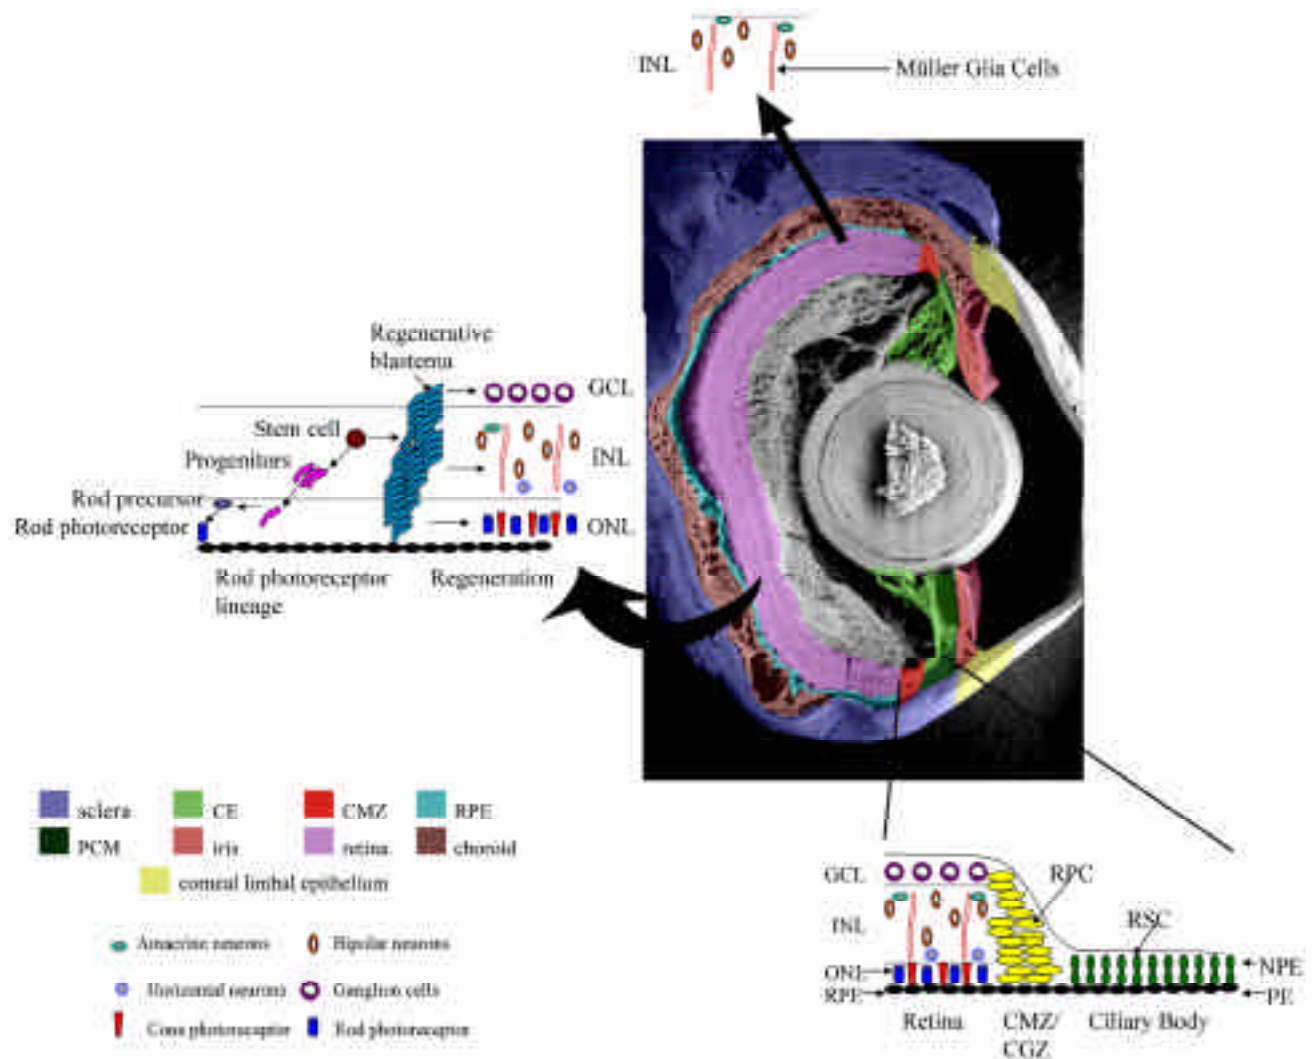 INL
Müller Glia Cells
Regenerative
blastema
GCL
Stem cell
Progenitors
INL
Rod precursor
Rod photoreceptor
ONL
Rod photoreceptor
lineage
Regeneration
sclera
CE
CMZ
RPE
PCM
iris
retina
choroid
corneal limbal epithelium
Amacrine neurons
Bipolar neurons
Horizontal neurons
Ganglion cells
Cone photoreceptor
Rod photoreceptor
GCL
RPC
INL
RSC
ONL
NPE
RPE
PE
Retina
CMZ/
CGZ
Ciliary Body